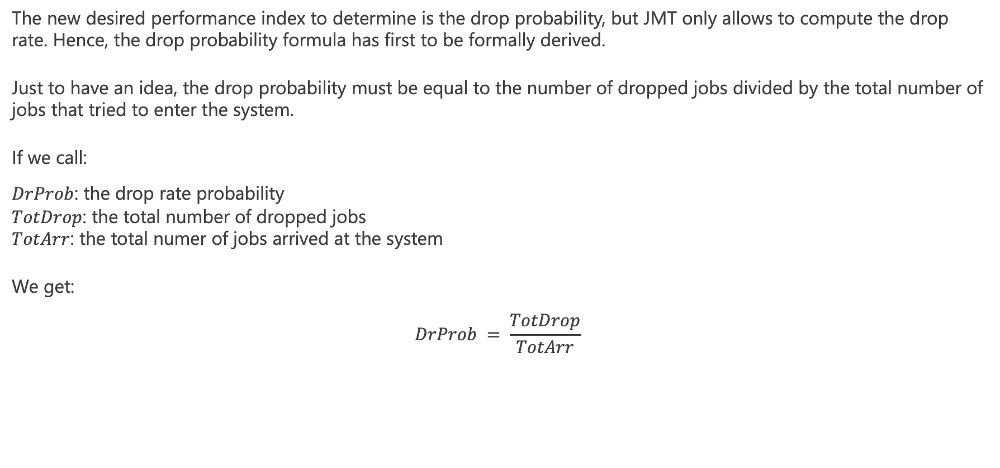 The new desired performance index to determine is the drop probability, but JMT only allows to compute the drop
rate. Hence, the drop probability formula has first to be formally derived.
Just to have an idea, the drop probability must be equal to the number of dropped jobs divided by the total number of
jobs that tried to enter the system.
If we call:
DrProb: the drop rate probability
TotDrop: the total number of dropped jobs
TotArr: the total numer of jobs arrived at the system
We get:
DrProb = TotDrop / TotArr